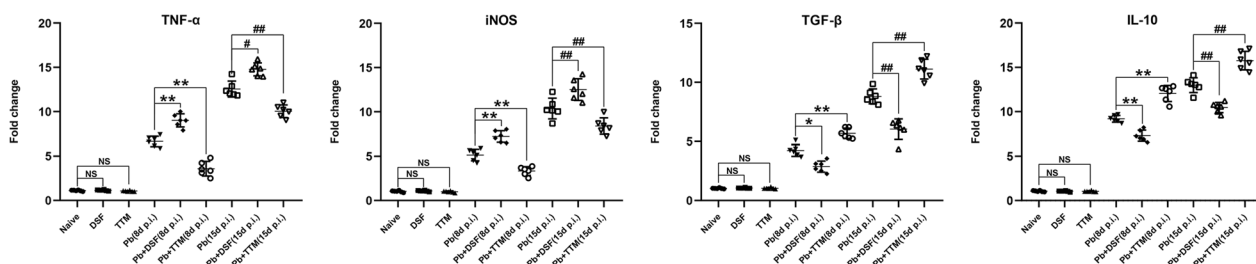 TNF-α
Fold change
20
15
10
5
0
NS
NS
**
**
#
##
Naive
DSF
TTM
Pb(8d p.i.)
Pb+DSF(8d p.i.)
Pb+TTM(8d p.i.)
Pb(15d p.i.)
Pb+DSF(15d p.i.)
Pb+TTM(15d p.i.)
iNOS
Fold change
20
15
10
5
0
NS
NS
**
**
##
##
Naive
DSF
TTM
Pb(8d p.i.)
Pb+DSF(8d p.i.)
Pb+TTM(8d p.i.)
Pb(15d p.i.)
Pb+DSF(15d p.i.)
Pb+TTM(15d p.i.)
TGF-β
Fold change
15
10
5
0
NS
NS
*
**
##
##
Naive
DSF
TTM
Pb(8d p.i.)
Pb+DSF(8d p.i.)
Pb+TTM(8d p.i.)
Pb(15d p.i.)
Pb+DSF(15d p.i.)
Pb+TTM(15d p.i.)
IL-10
Fold change
20
15
10
5
0
NS
NS
**
**
##
##
Naive
DSF
TTM
Pb(8d p.i.)
Pb+DSF(8d p.i.)
Pb+TTM(8d p.i.)
Pb(15d p.i.)
Pb+DSF(15d p.i.)
Pb+TTM(15d p.i.)